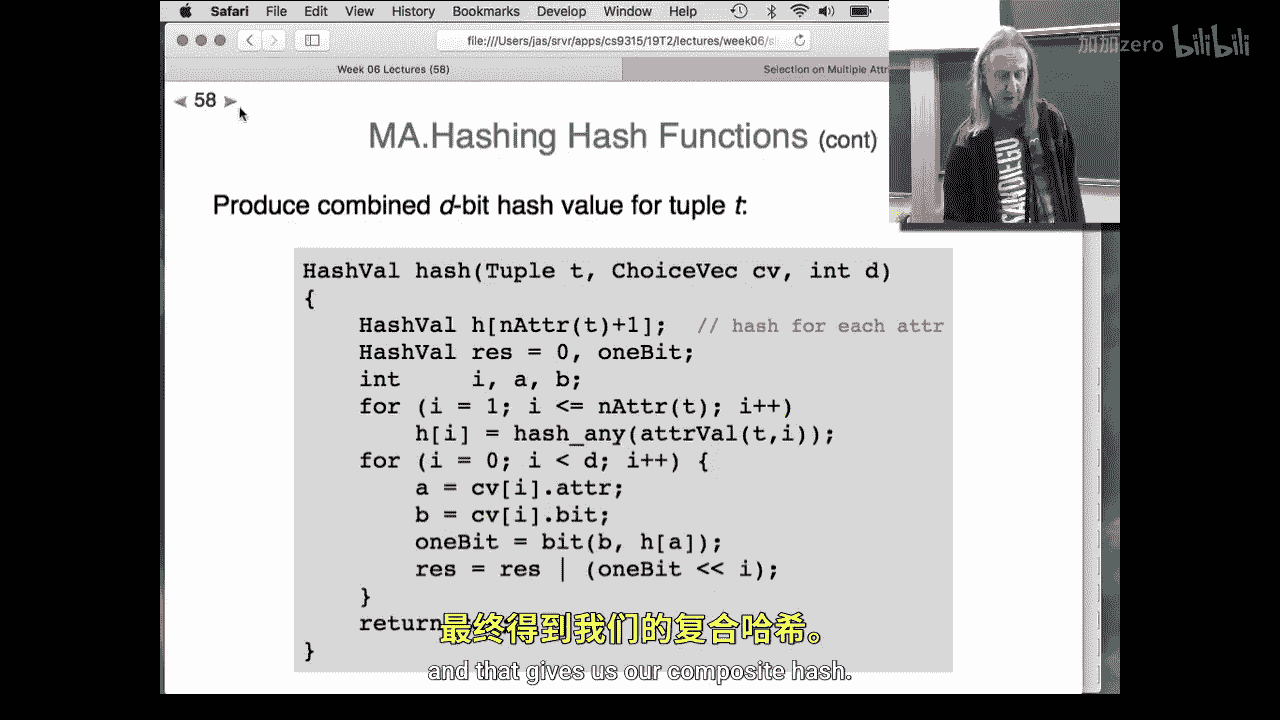 Safari File Edit View History Bookmarks Develop Window Help
加加zero bilibili
file:///Users/jas/srvr/apps/cs9315/19T2/lectures/week06/
Week 06 Lectures (58) Selection on Multiple Attr
SAN DIEGO
58
MA.Hashing Hash Functions (cont)
Produce combined d-bit hash value for tuple t:
HashVal hash(Tuple t, ChoiceVec cv, int d)
{
HashVal h[nAttr(t)+1]; // hash for each attr
HashVal res = 0, oneBit;
int i, a, b;
for (i = 1; i <= nAttr(t); i++)
h[i] = hash_any(attrVal(t,i));
for (i = 0; i < d; i++) {
a = cv[i].attr;
b = cv[i].bit;
oneBit = bit(b, h[a]);
res = res | (oneBit << i);
}
return
最终得到我们的复合哈希。
}
and that gives us our composite hash.